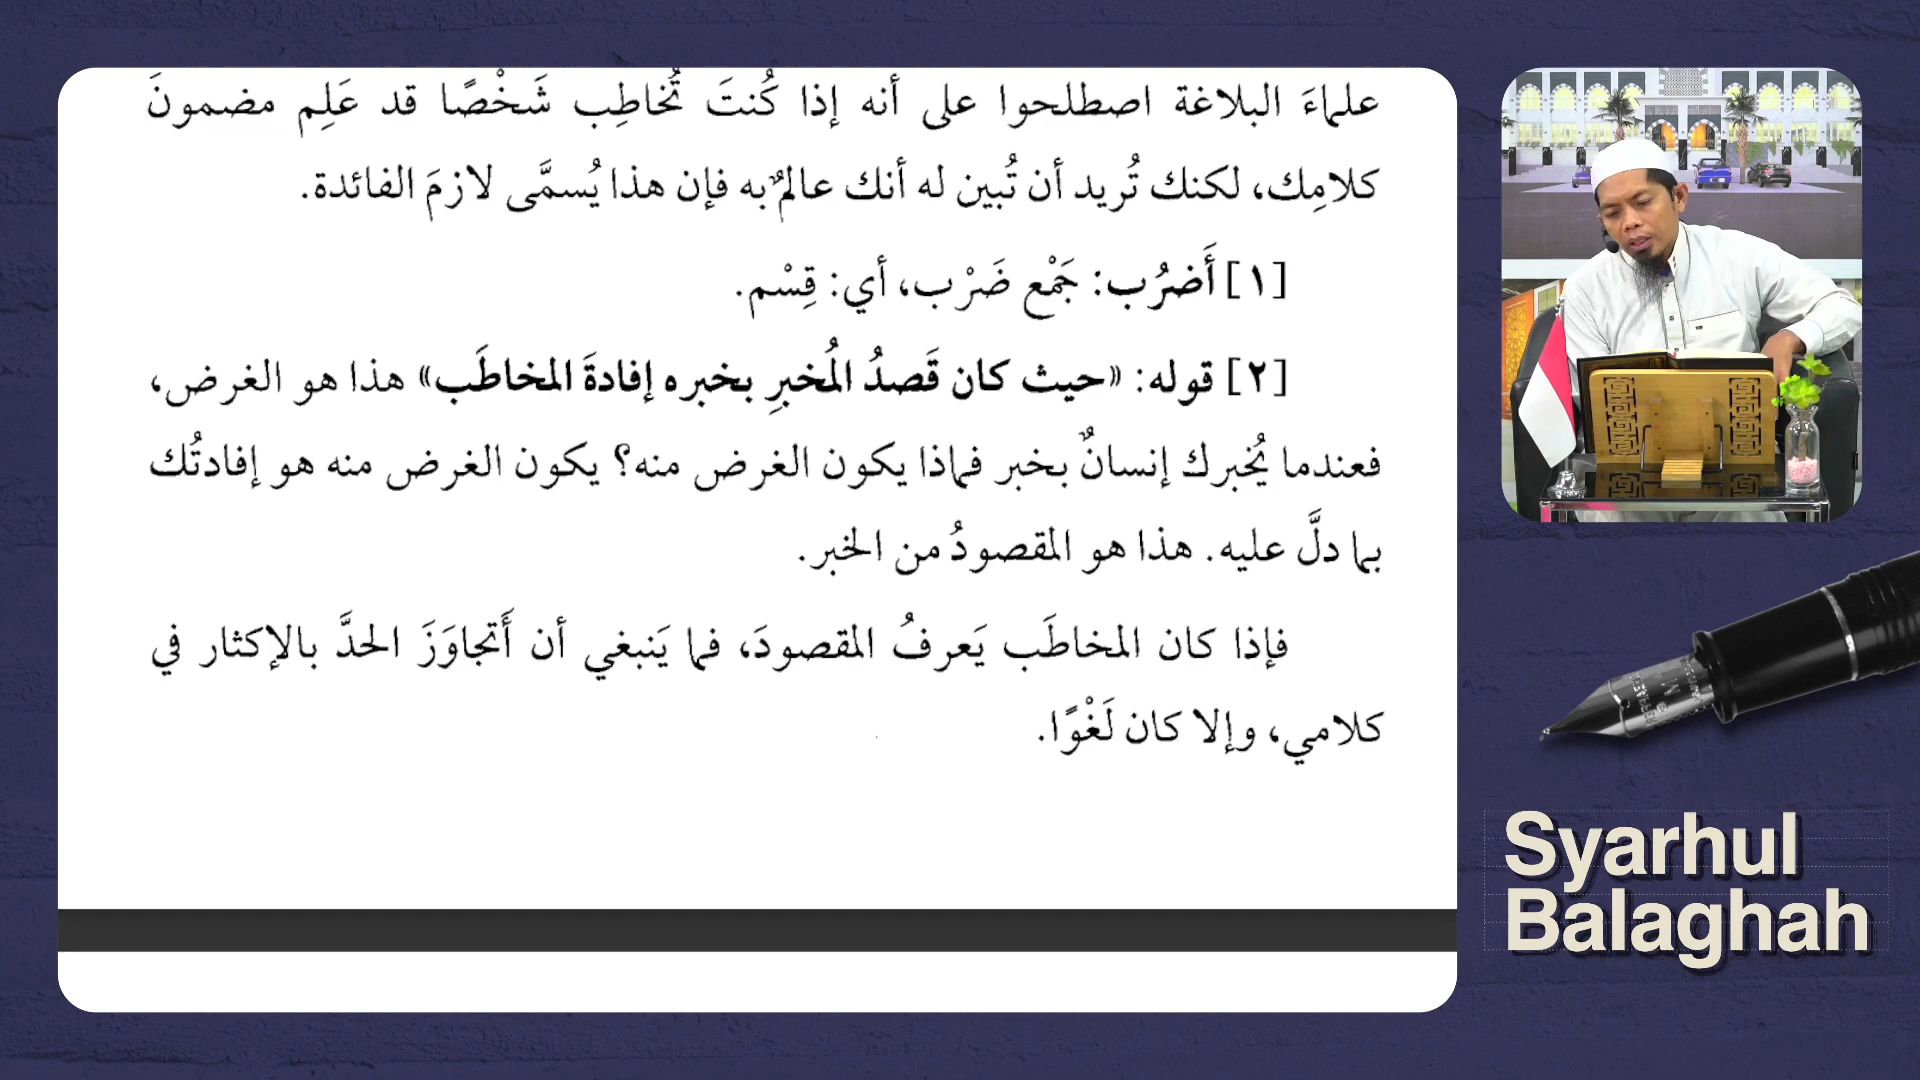 علماءَ البلاغة اصطلحوا على أنه إذا كُنتَ تُخاطِب شَخْصًا قد عَلِم مضمونَ
كلامِك، لكنك تُريد أن تُبين له أنك عالمٌ به فإن هذا يُسمَّى لازمَ الفائدة.
[١] أَضرُب: جَمْع ضَرْب، أي: قِسْم.
[٢] قوله: «حيث كان قَصدُ المُخبرِ بخبره إفادةَ المخاطَب» هذا هو الغرض،
فعندما يُخبرك إنسانٌ بخبر فماذا يكون الغرض منه؟ يكون الغرض منه هو إفادتُك
بما دلَّ عليه. هذا هو المقصودُ من الخبر.
فإذا كان المخاطَب يَعرفُ المقصودَ، فما يَنبغي أن أَتجاوَزَ الحدَّ بالإكثار في
كلامي، وإلا كان لَغْوًا.
Syarhul
Balaghah